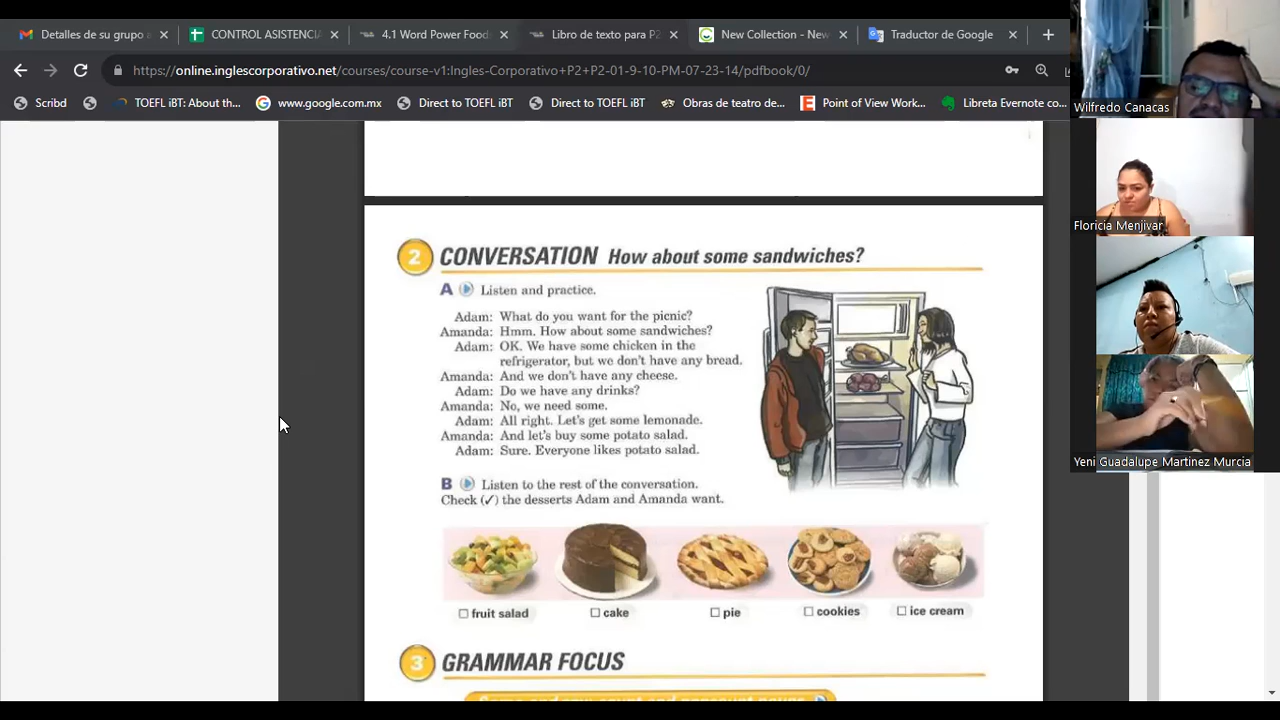 Detalles de su grupo a
CONTROL ASISTENCIA
4.1 Word Power Food
Libro de texto para P2
New Collection - New
Traductor de Google
https://online.inglescorporativo.net/courses/course-v1:Ingles-Corporativo+P2+P2-01-9-10-PM-07-23-14/pdfbook/0/
Scribd
TOEFL iBT: About th...
www.google.com.mx
Direct to TOEFL iBT
Direct to TOEFL iBT
Obras de teatro de...
Point of View Work...
Libreta Evernote co...
Wilfredo Canacas
Floricia Menjivar
Yeni Guadalupe Martinez Murcia
2 CONVERSATION How about some sandwiches?
A Listen and practice.
Adam: What do you want for the picnic?
Amanda: Hmm. How about some sandwiches?
Adam: OK. We have some chicken in the
refrigerator, but we don't have any bread.
Amanda: And we don't have any cheese.
Adam: Do we have any drinks?
Amanda: No, we need some.
Adam: All right. Let's get some lemonade.
Amanda: And let's buy some potato salad.
Adam: Sure. Everyone likes potato salad.
B Listen to the rest of the conversation.
Check (✓) the desserts Adam and Amanda want.
fruit salad
cake
pie
cookies
ice cream
3 GRAMMAR FOCUS